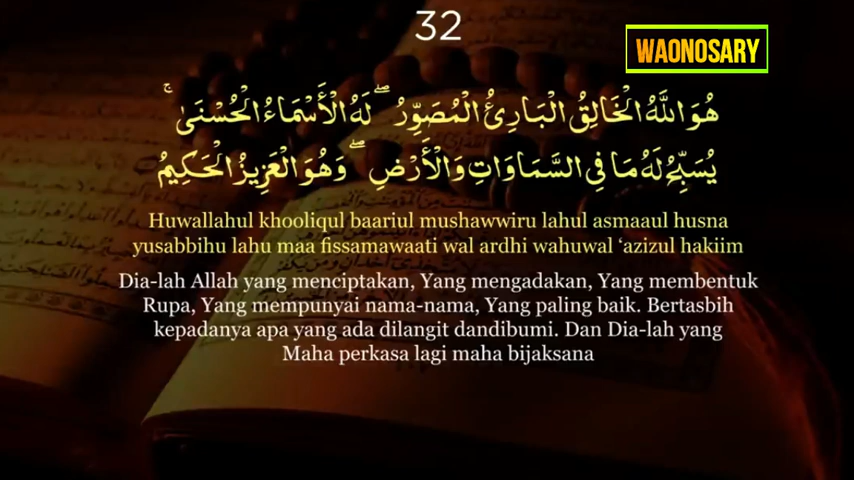 32
WAONOSARY
هُوَ اللَّهُ الْخَالِقُ الْبَارِئُ الْمُصَوِّرُ ۖ لَهُ الْأَسْمَاءُ الْحُسْنَىٰ ۚ
يُسَبِّحُ لَهُ مَا فِي السَّمَاوَاتِ وَالْأَرْضِ ۖ وَهُوَ الْعَزِيزُ الْحَكِيمُ
Huwallahul khooliqul baariul mushawwiru lahul asmaaul husna
yusabbihu lahu maa fissamawaati wal ardhi wahuwal ‘azizul hakiim
Dia-lah Allah yang menciptakan, Yang mengadakan, Yang membentuk
Rupa, Yang mempunyai nama-nama, Yang paling baik. Bertasbih
kepadanya apa yang ada dilangit dandibumi. Dan Dia-lah yang
Maha perkasa lagi maha bijaksana